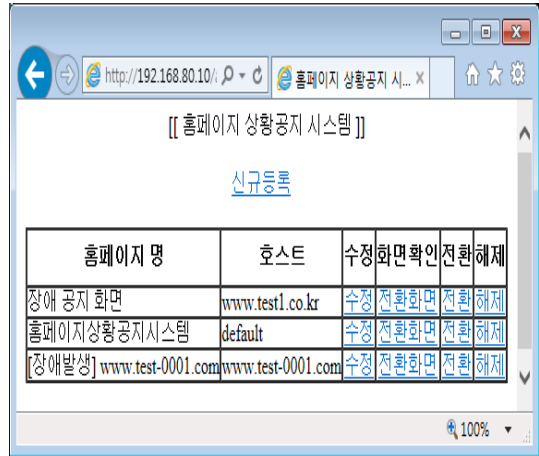 http://192.168.80.10/
홈페이지 상황공지 시...
[[ 홈페이지 상황공지 시스템 ]]
신규등록
홈페이지 명 호스트 수정 화면확인 전환 해제
장애 공지 화면 www.test1.co.kr 수정 전환화면 전환 해제
홈페이지상황공지시스템 default 수정 전환화면 전환 해제
[장애발생] www.test-0001.com www.test-0001.com 수정 전환화면 전환 해제
100%